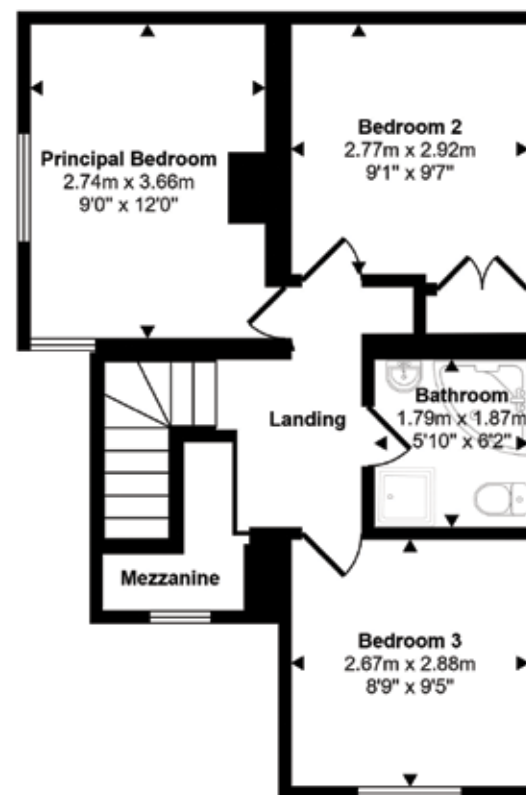 Principal Bedroom
2.74m x 3.66m
9'0" x 12'0"
Bedroom 2
2.77m x 2.92m
9'1" x 9'7"
Bathroom
1.79m x 1.87m
5'10" x 6'2"
Landing
Mezzanine
Bedroom 3
2.67m x 2.88m
8'9" x 9'5"